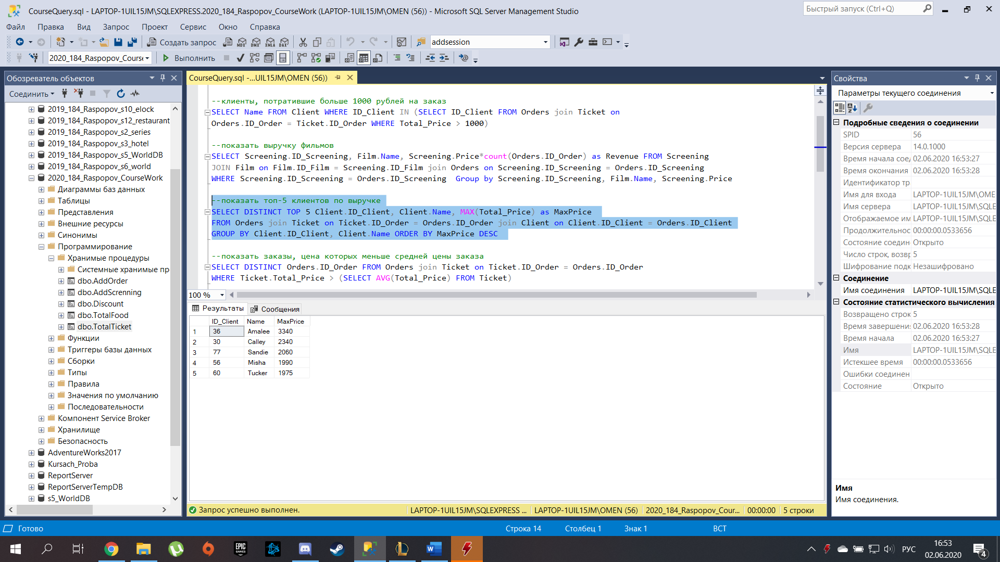 CourseQuery.sql - LAPTOP-1UIL15JM\SQLEXPRESS.2020_184_Raspopov_CourseWork (LAPTOP-1UIL15JM\OMEN (56)) - Microsoft SQL Server Management Studio
Быстрый запуск (Ctrl+Q)
Файл Правка Вид Запрос Проект Сервис Окно Справка
Создать запрос
MDX DMX XMLA DAX
addsession
2020_184_Raspopov_Course
Выполнить
Обозреватель объектов
Соединить
2019_184_Raspopov_s10_elock
2019_184_Raspopov_s12_restaurant
2019_184_Raspopov_s2_series
2019_184_Raspopov_s3_hotel
2019_184_Raspopov_s5_WorldDB
2019_184_Raspopov_s6_world
2020_184_Raspopov_CourseWork
Диаграммы баз данных
Таблицы
Представления
Внешние ресурсы
Синонимы
Программирование
Хранимые процедуры
Системные хранимые пр
dbo.AddOrder
dbo.AddScrenning
dbo.Discount
dbo.TotalFood
dbo.TotalTicket
Функции
Триггеры базы данных
Сборки
Типы
Правила
Значения по умолчанию
Последовательности
Компонент Service Broker
Хранилище
Безопасность
AdventureWorks2017
Kursach_Proba
ReportServer
ReportServerTempDB
s5_WorldDB
CourseQuery.sql -...UIL15JM\OMEN (56))
--клиенты, потратившие больше 1000 рублей на заказ
SELECT Name FROM Client WHERE ID_Client IN (SELECT ID_Client FROM Orders join Ticket on
Orders.ID_Order = Ticket.ID_Order WHERE Total_Price > 1000)
--показать выручку фильмов
SELECT Screening.ID_Screening, Film.Name, Screening.Price*count(Orders.ID_Order) as Revenue FROM Screening
JOIN Film on Film.ID_Film = Screening.ID_Film join Orders on Screening.ID_Screening = Orders.ID_Screening
WHERE Screening.ID_Screening = Orders.ID_Screening  Group by Screening.ID_Screening, Film.Name, Screening.Price
--показать топ-5 клиентов по выручке
SELECT DISTINCT TOP 5 Client.ID_Client, Client.Name, MAX(Total_Price) as MaxPrice
FROM Orders join Ticket on Ticket.ID_Order = Orders.ID_Order join Client on Client.ID_Client = Orders.ID_Client
GROUP BY Client.ID_Client, Client.Name ORDER BY MaxPrice DESC
--показать заказы, цена которых меньше средней цены заказа
SELECT DISTINCT Orders.ID_Order FROM Orders join Ticket on Ticket.ID_Order = Orders.ID_Order
WHERE Ticket.Total_Price > (SELECT AVG(Total_Price) FROM Ticket)
100 %
Результаты Сообщения
ID_Client Name MaxPrice
1 36 Amalee 3340
2 30 Calley 2340
3 77 Sandie 2060
4 56 Misha 1990
5 60 Tucker 1975
Запрос успешно выполнен.
LAPTOP-1UIL15JM\SQLEXPRESS ... LAPTOP-1UIL15JM\OMEN (56) 2020_184_Raspopov_Cour... 00:00:00 5 строки
Свойства
Параметры текущего соединения
Подробные сведения о соединении
SPID 56
Версия сервера 14.0.1000
Время начала сое 02.06.2020 16:53:27
Время окончания 02.06.2020 16:53:28
Идентификатор тр
Имя для входа LAPTOP-1UIL15JM\OME
Имя сервера LAPTOP-1UIL15JM\SQLE
Отображаемое им LAPTOP-1UIL15JM\SQLE
Продолжительнос 00:00:00.0533656
Состояние соедин Открыто
Число строк, возвр 5
Шифрование подк Незашифровано
Соединение
Имя соединения LAPTOP-1UIL15JM\SQLE
Состояние статистического вычисления
Возвращено строк 5
Время завершени 02.06.2020 16:53:28
Время начала 02.06.2020 16:53:27
Имя LAPTOP-1UIL15JM\SQLE
Истекшее время 00:00:00.0533656
Ошибки соединен
Состояние Открыто
Имя
Имя соединения.
Готово
Строка 14 Столбец 1 Знак 1 ВСТ
EPIC GAMES
РУС
16:53
02.06.2020
4